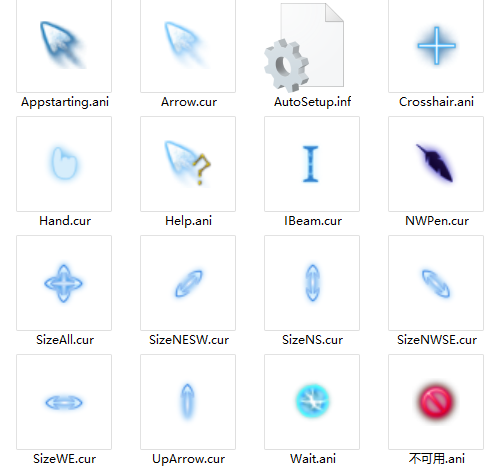 Appstarting.ani
Arrow.cur
AutoSetup.inf
Crosshair.ani
Hand.cur
Help.ani
IBeam.cur
NWPen.cur
SizeAll.cur
SizeNESW.cur
SizeNS.cur
SizeNWSE.cur
SizeWE.cur
UpArrow.cur
Wait.ani
不可用.ani